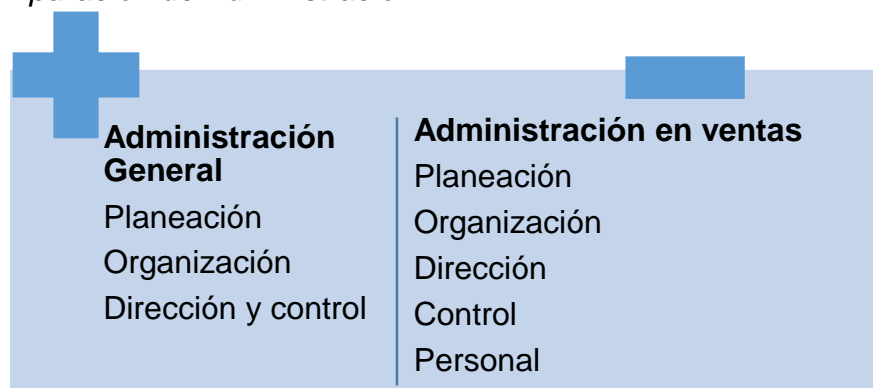 Administración
General
Planeación
Organización
Dirección y control
Administración en ventas
Planeación
Organización
Dirección
Control
Personal